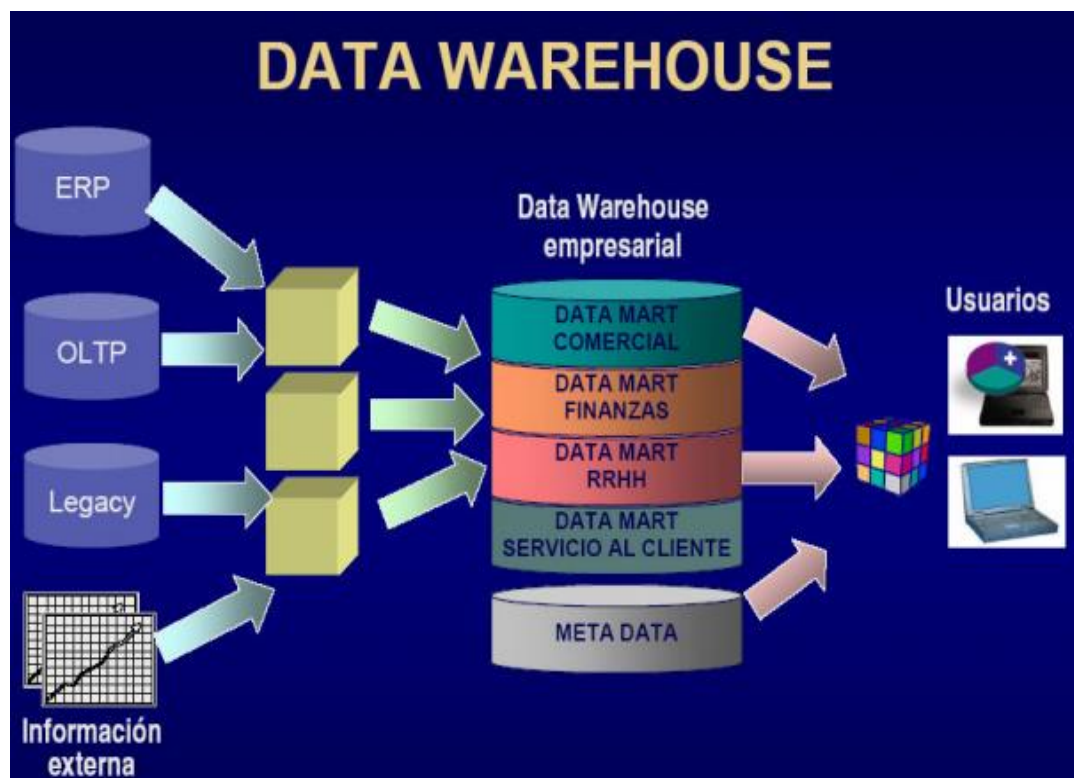 DATA WAREHOUSE
ERP
OLTP
Legacy
Información
externa
Data Warehouse
empresarial
DATA MART
COMERCIAL
DATA MART
FINANZAS
DATA MART
RRHH
DATA MART
SERVICIO AL CLIENTE
META DATA
Usuarios